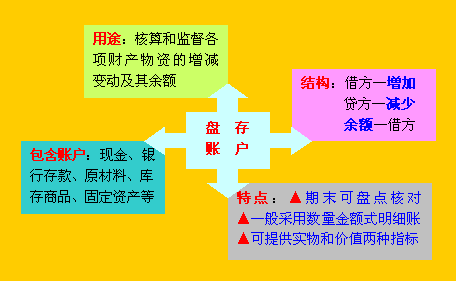 用途：核算和监督各
项财产物资的增减
变动及其余额
结构：借方一增加
贷方一减少
余额一借方
盘 存
账 户
包含账户：现金、银
行存款、原材料、库
存商品、固定资产等
特点：▲期末可盘点核对
▲一般采用数量金额式明细账
▲可提供实物和价值两种指标